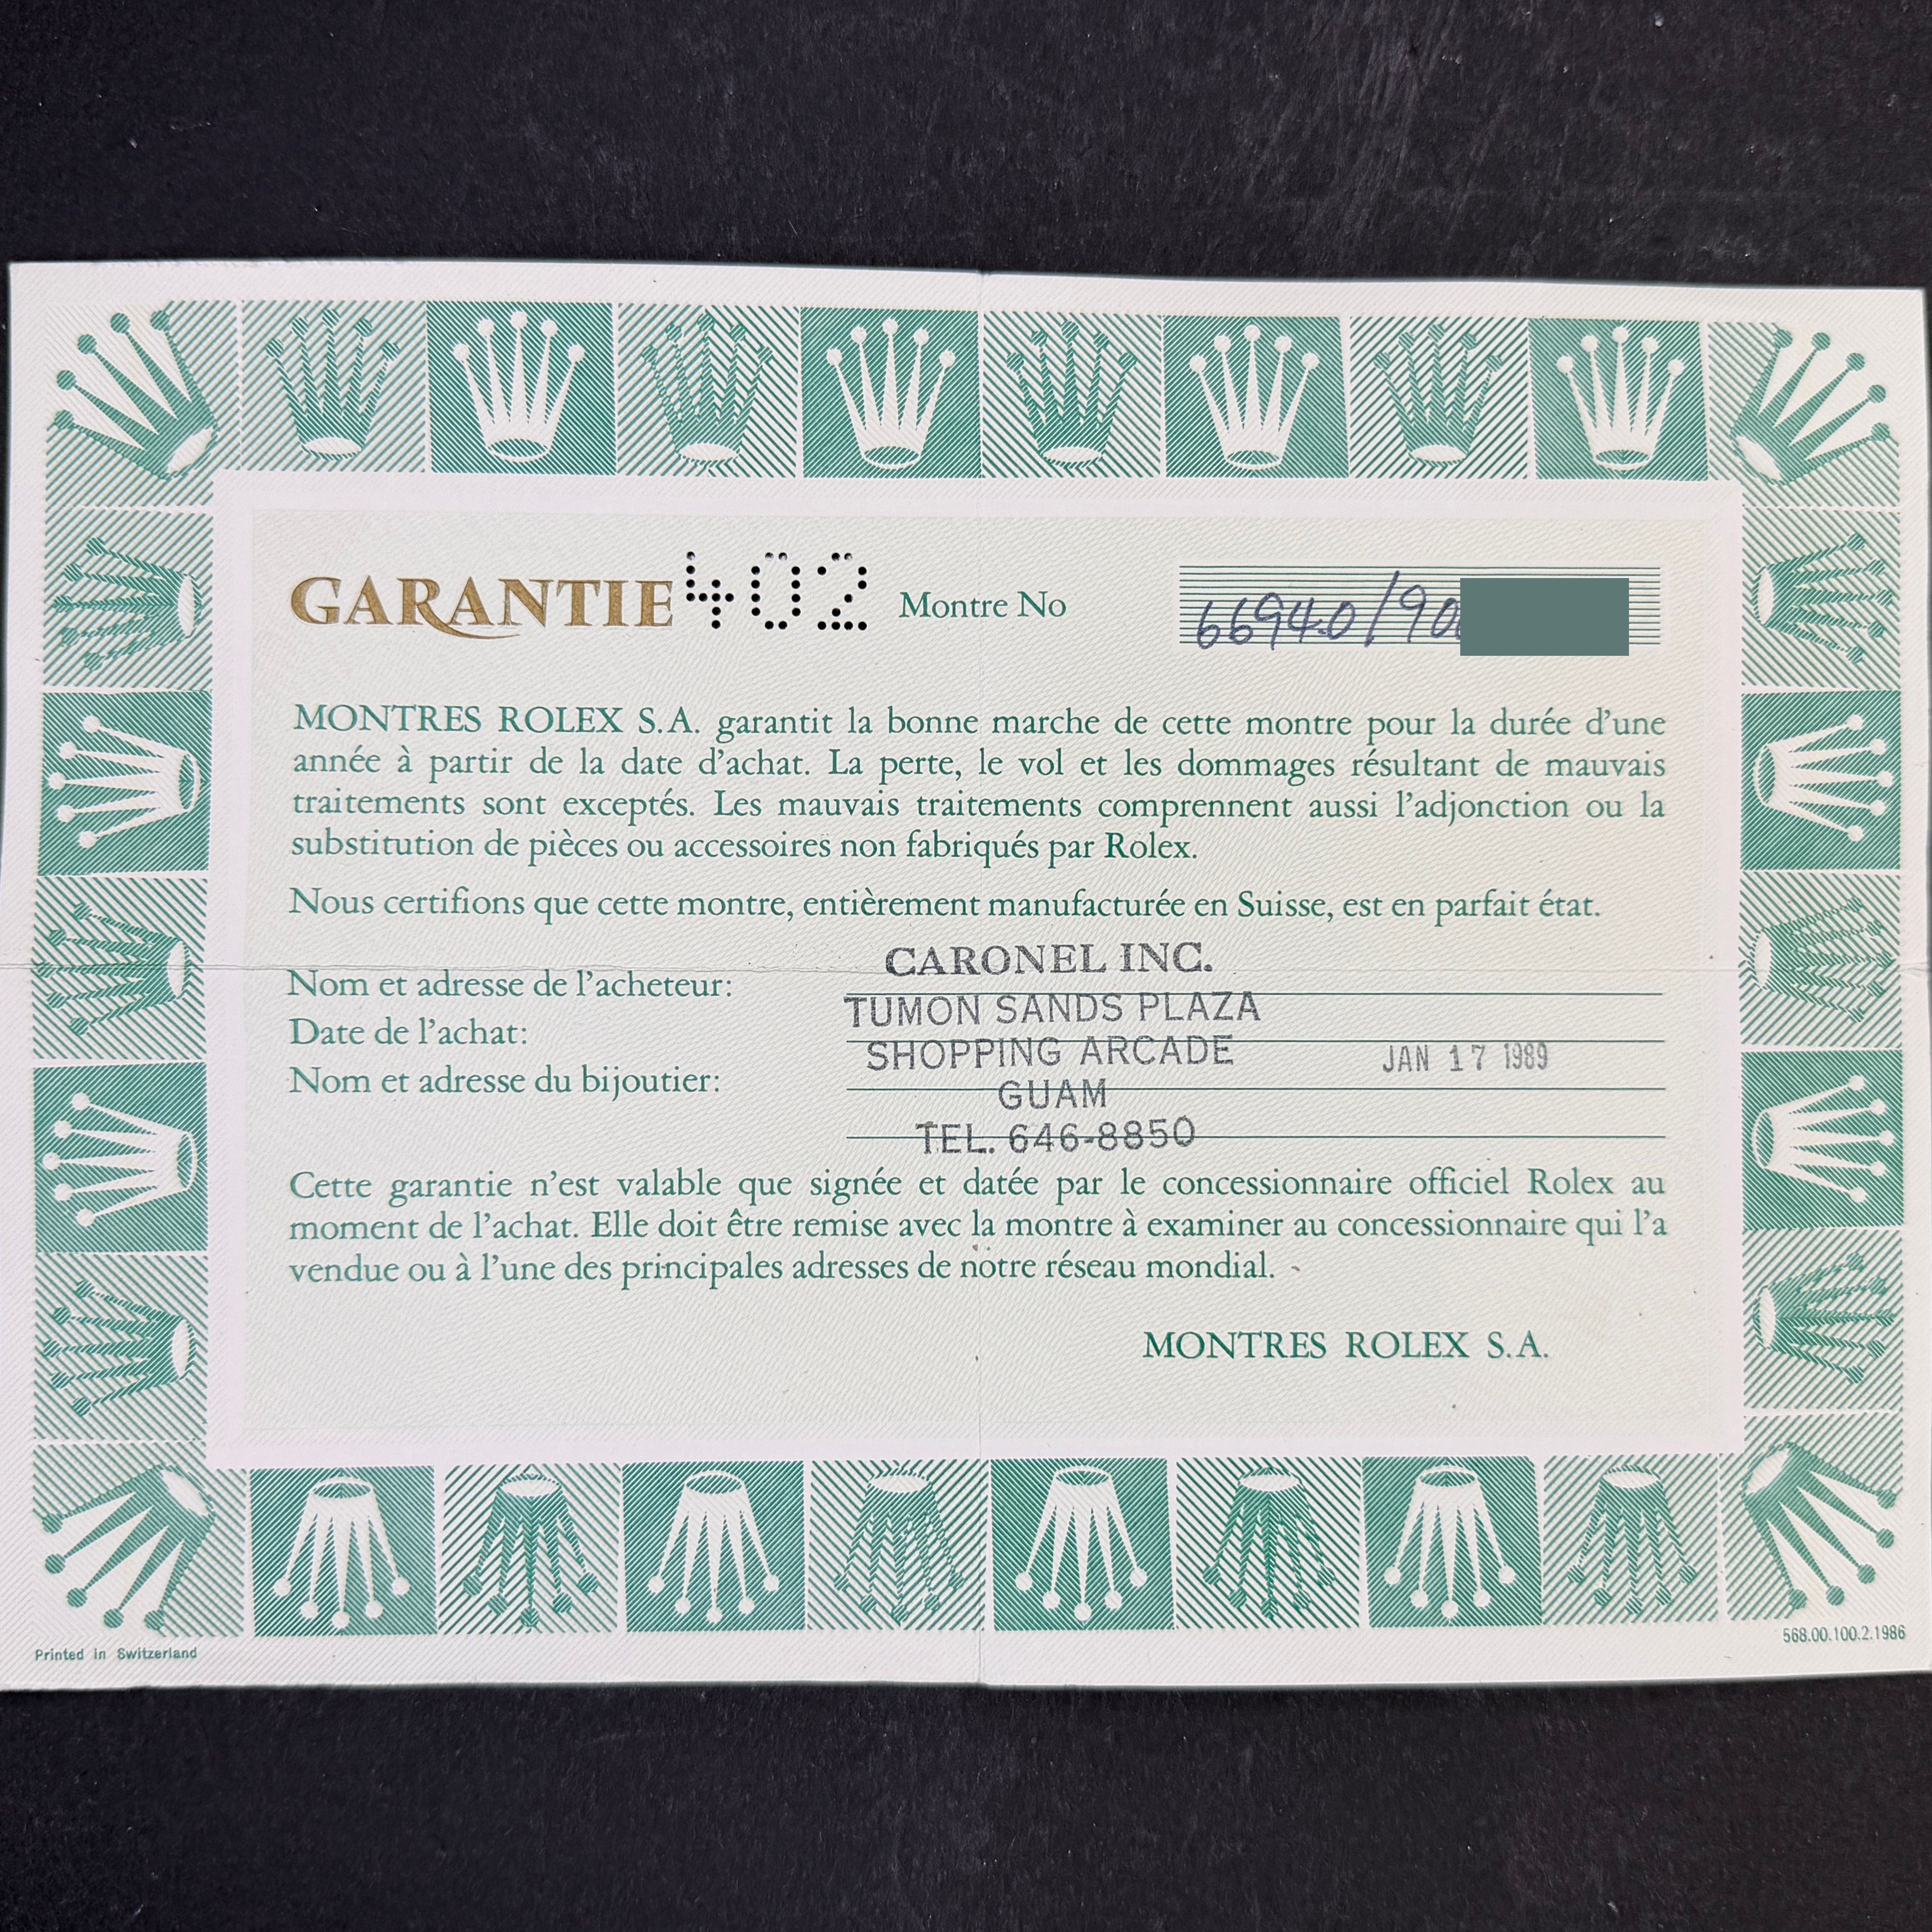 GARANTIE 402 Montre No 66940/90
MONTRES ROLEX S.A. garantit la bonne marche de cette montre pour la durée d'une
année à partir de la date d'achat. La perte, le vol et les dommages résultant de mauvais
traitements sont exceptés. Les mauvais traitements comprennent aussi l'adjonction ou la
substitution de pièces ou accessoires non fabriqués par Rolex.
Nous certifions que cette montre, entièrement manufacturée en Suisse, est en parfait état.
CARONEL INC.
Nom et adresse de l'acheteur:
TUMON SANDS PLAZA
Date de l'achat:
SHOPPING ARCADE JAN 17 1989
Nom et adresse du bijoutier:
GUAM
TEL. 646-8850
Cette garantie n'est valable que signée et datée par le concessionnaire officiel Rolex au
moment de l'achat. Elle doit être remise avec la montre à examiner au concessionnaire qui l'a
vendue ou à l'une des principales adresses de notre réseau mondial.
MONTRES ROLEX S.A.
Printed in Switzerland
568.00.100.2.1986